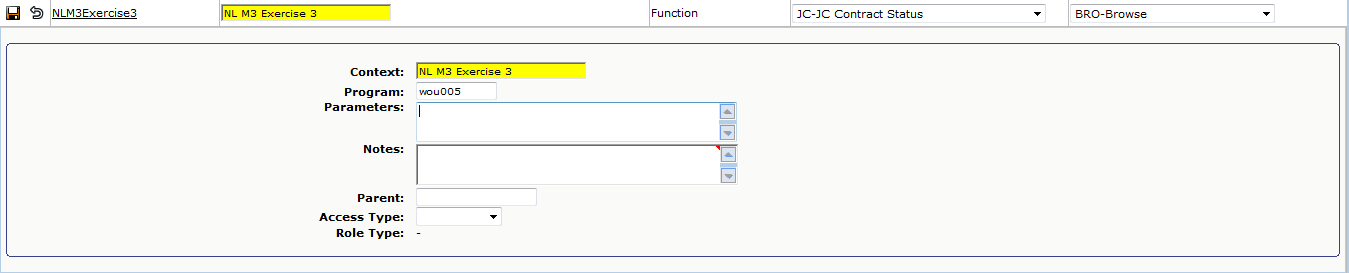 NLM3Exercise3 NL M3 Exercise 3 Function JC-JC Contract Status BRO-Browse
Context: NL M3 Exercise 3
Program: wou005
Parameters:
Notes:
Parent:
Access Type:
Role Type: -